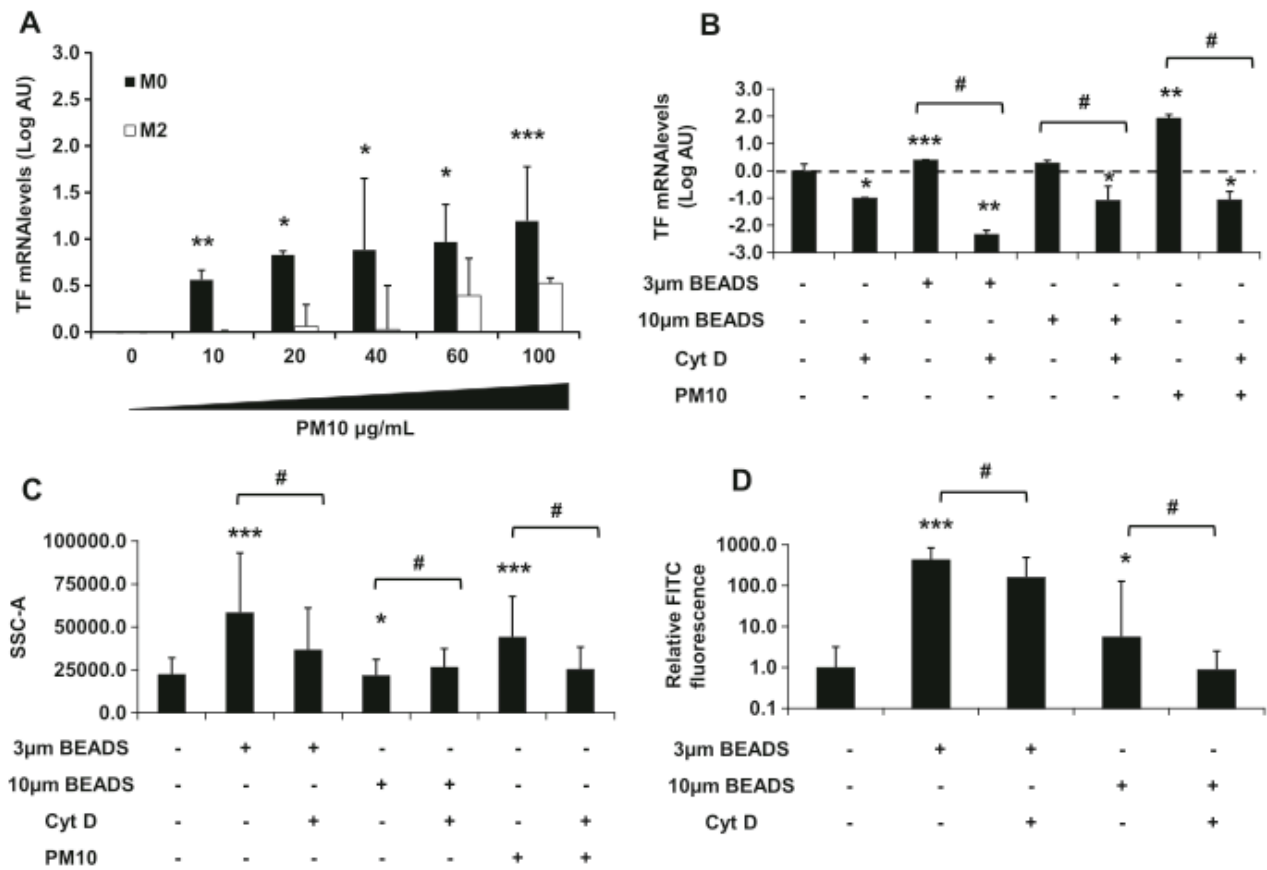 A
TF mRNAlevels (Log AU)
3.0
2.5
2.0
1.5
1.0
0.5
0.0
M0
M2
** * * * ***
0 10 20 40 60 100
PM10 µg/mL
B
TF mRNAlevels
(Log AU)
3.0
2.0
1.0
0.0
-1.0
-2.0
-3.0
# # #
* *** ** * ** *
3µm BEADS - - + + - - - -
10µm BEADS - - - - + + - -
Cyt D - + - + - + - +
PM10 - - - - - - + +
C
SSC-A
100000.0
75000.0
50000.0
25000.0
0.0
# # #
*** * ***
3µm BEADS - + + - - - -
10µm BEADS - - - + + - -
Cyt D - - + - + - +
PM10 - - - - - + +
D
Relative FITC
fluorescence
1000.0
100.0
10.0
1.0
0.1
# #
*** *
3µm BEADS - + + - -
10µm BEADS - - - + +
Cyt D - - + - +